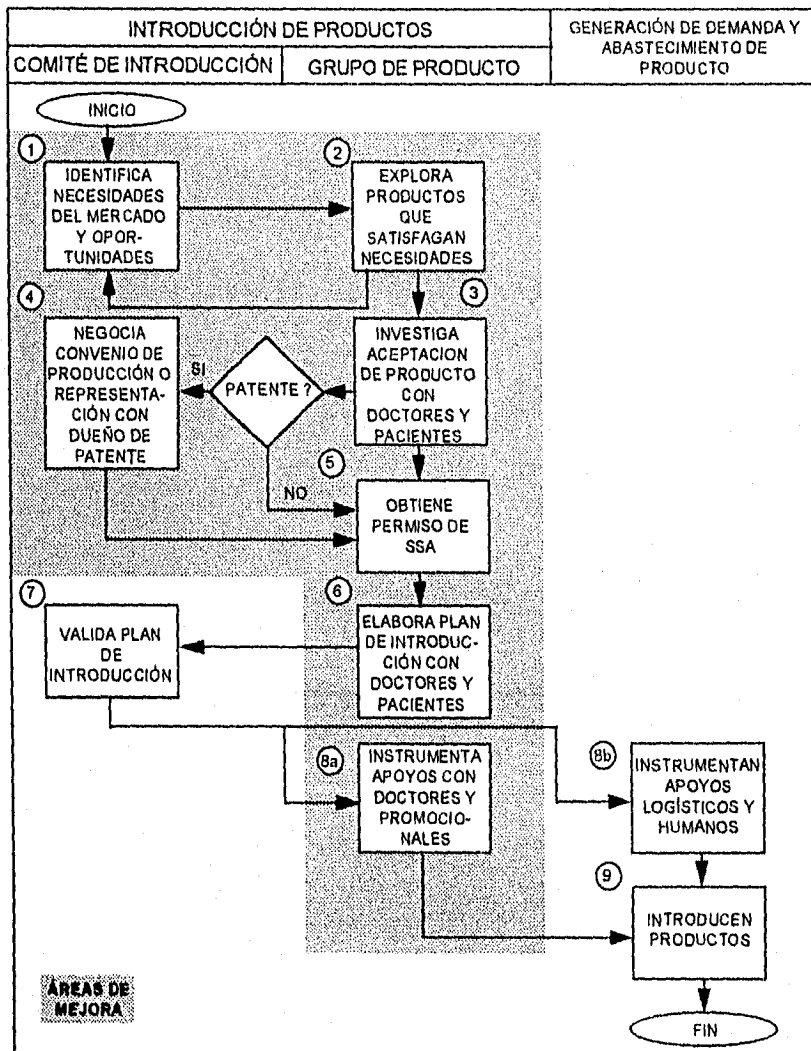 INTRODUCCIÓN DE PRODUCTOS
GENERACIÓN DE DEMANDA Y
ABASTECIMIENTO DE
PRODUCTO
COMITÉ DE INTRODUCCIÓN
GRUPO DE PRODUCTO
INICIO
1
IDENTIFICA
NECESIDADES
DEL MERCADO
Y OPOR-
TUNIDADES
2
EXPLORA
PRODUCTOS
QUE
SATISFAGAN
NECESIDADES
3
INVESTIGA
ACEPTACION
DE PRODUCTO
CON
DOCTORES Y
PACIENTES
PATENTE ?
SI
NO
4
NEGOCIA
CONVENIO DE
PRODUCCIÓN O
REPRESENTA-
CIÓN CON
DUEÑO DE
PATENTE
5
OBTIENE
PERMISO DE
SSA
6
ELABORA PLAN
DE INTRODUC-
CIÓN CON
DOCTORES Y
PACIENTES
7
VALIDA PLAN
DE
INTRODUCCIÓN
8a
INSTRUMENTA
APOYOS CON
DOCTORES Y
PROMOCIO-
NALES
8b
INSTRUMENTAN
APOYOS
LOGÍSTICOS Y
HUMANOS
9
INTRODUCEN
PRODUCTOS
FIN
ÁREAS DE
MEJORA